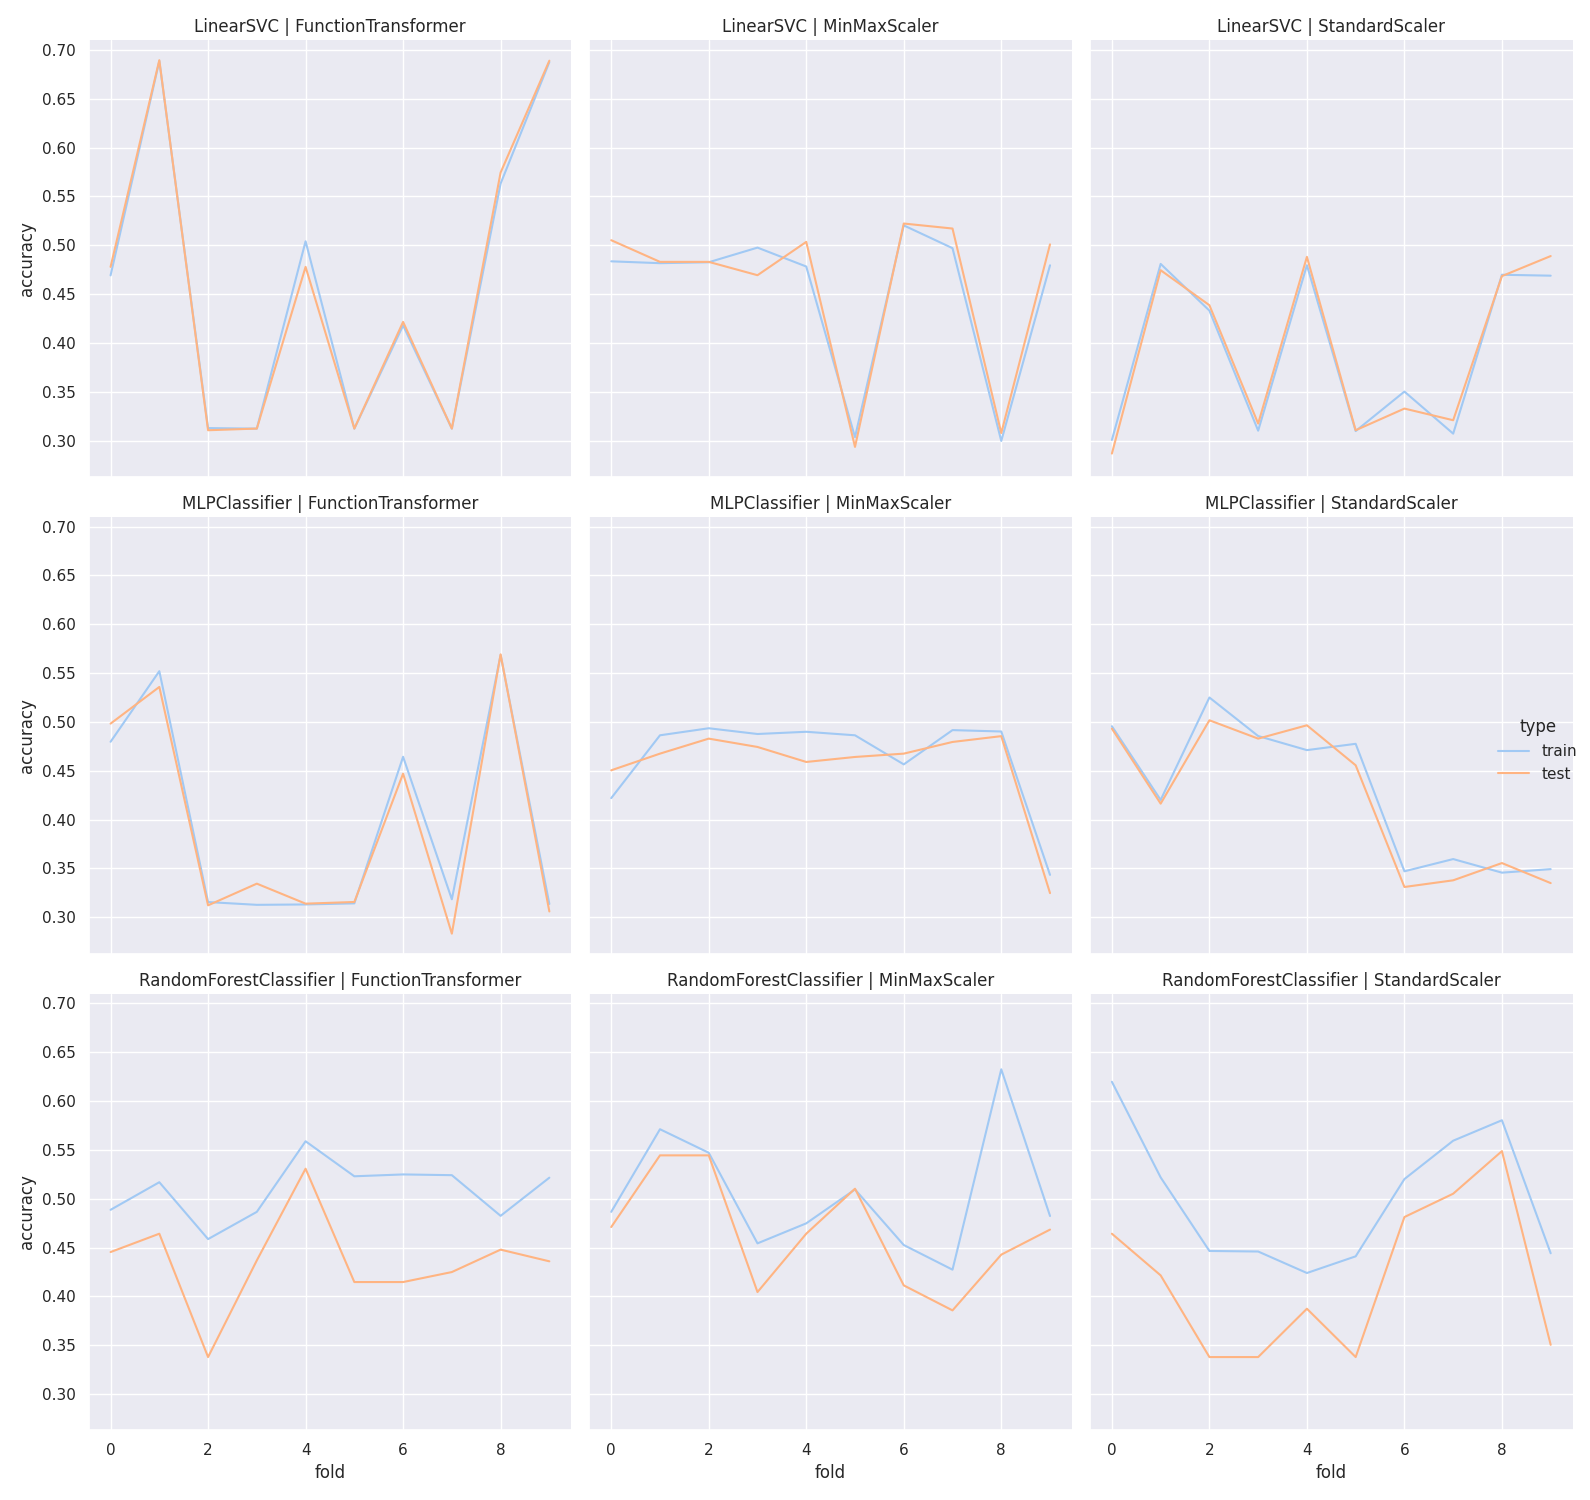 LinearSVC | FunctionTransformer
LinearSVC | MinMaxScaler
LinearSVC | StandardScaler
0.70
0.65
0.60
0.55
0.50
0.45
0.40
0.35
0.30
accuracy
MLPClassifier | FunctionTransformer
MLPClassifier | MinMaxScaler
MLPClassifier | StandardScaler
0.70
0.65
0.60
0.55
0.50
0.45
0.40
0.35
0.30
accuracy
type
train
test
RandomForestClassifier | FunctionTransformer
RandomForestClassifier | MinMaxScaler
RandomForestClassifier | StandardScaler
0.70
0.65
0.60
0.55
0.50
0.45
0.40
0.35
0.30
accuracy
0 2 4 6 8
0 2 4 6 8
0 2 4 6 8
fold
fold
fold